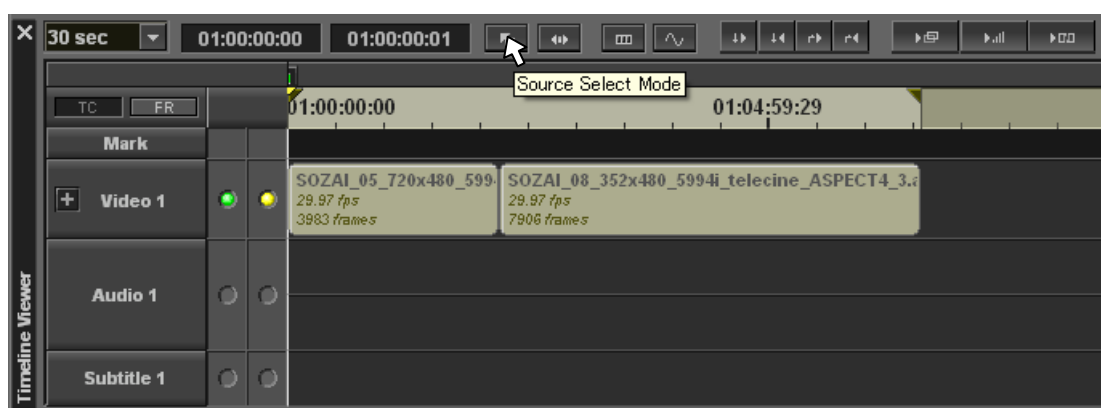 30 sec
01:00:00:00
01:00:00:01
Source Select Mode
TC
FR
01:00:00:00
01:04:59:29
Mark
Video 1
SOZAI_05_720x480_599
29.97 fps
3983 frames
SOZAI_08_352x480_5994i_telecine_ASPECT4_3.a
29.97 fps
7906 frames
Audio 1
Subtitle 1
Timeline Viewer